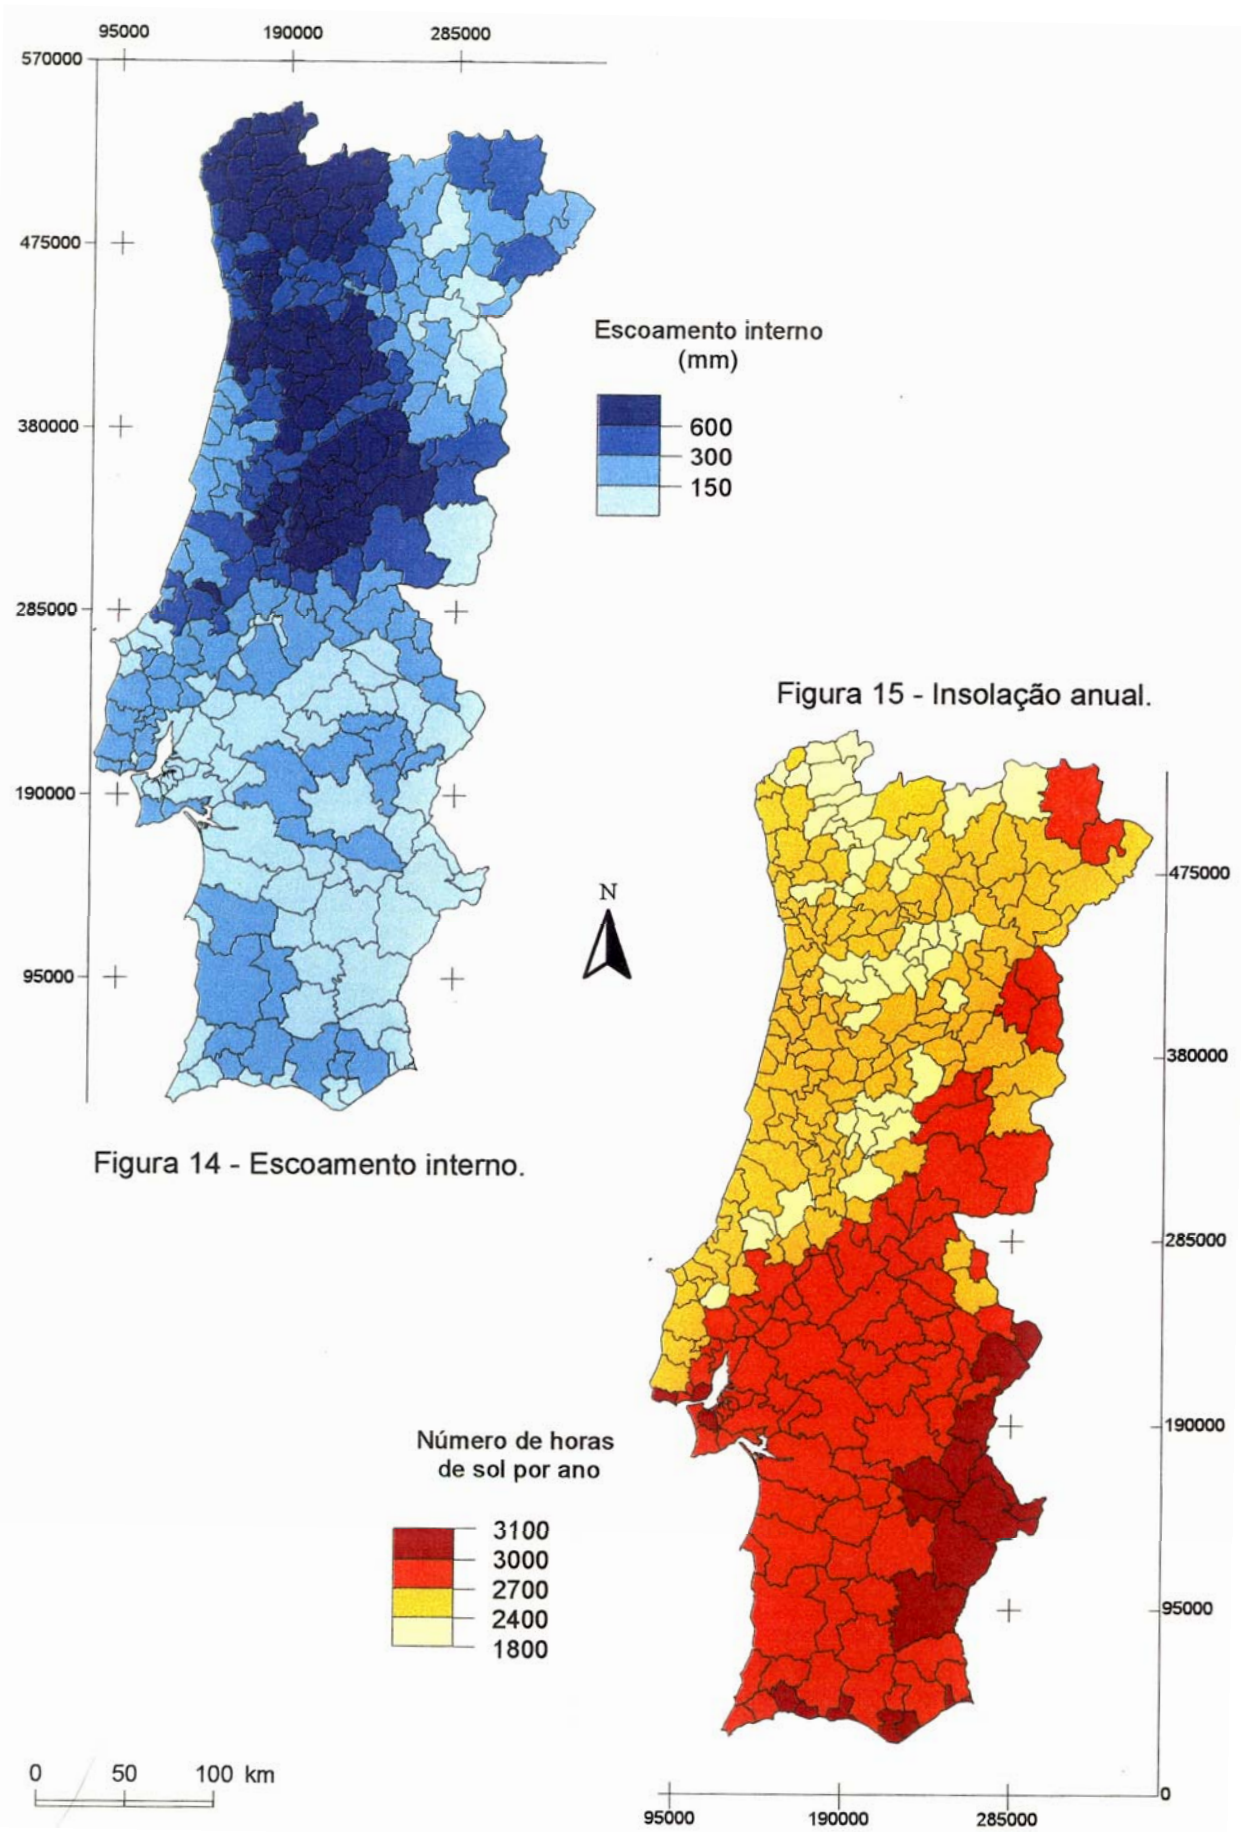 95000 190000 285000
570000
475000
380000
285000
190000
95000
Escoamento interno
(mm)
600
300
150
Figura 14 - Escoamento interno.
N
Figura 15 - Insolação anual.
475000
380000
285000
190000
95000
0
95000 190000 285000
Número de horas
de sol por ano
3100
3000
2700
2400
1800
0 50 100 km